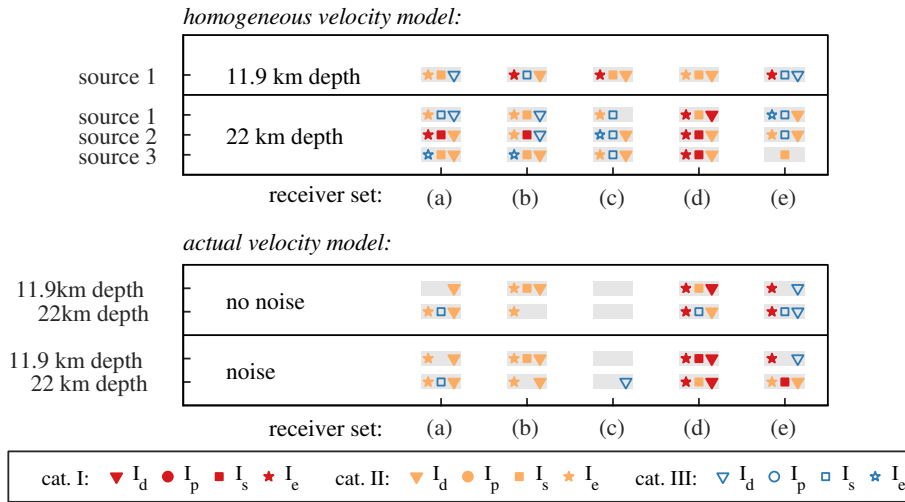 homogeneous velocity model:
source 1 11.9 km depth
source 1
source 2 22 km depth
source 3
receiver set: (a) (b) (c) (d) (e)
actual velocity model:
11.9km depth
no noise
22km depth
11.9 km depth
noise
22 km depth
receiver set: (a) (b) (c) (d) (e)
cat. I: I_d I_p I_s I_e cat. II: I_d I_p I_s I_e cat. III: I_d I_p I_s I_e